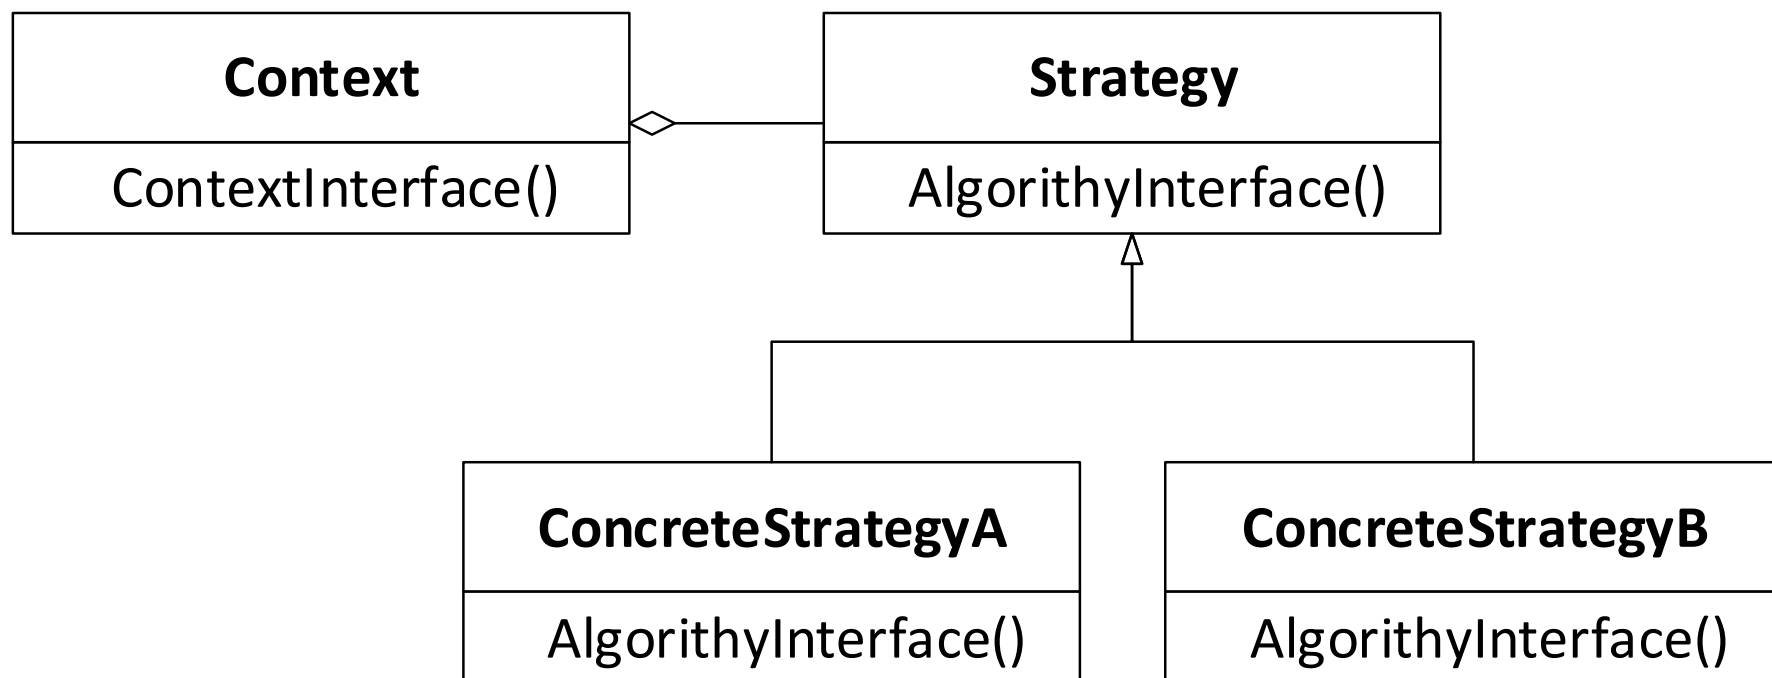 Context
ContextInterface()
Strategy
AlgorithyInterface()
ConcreteStrategyA
AlgorithyInterface()
ConcreteStrategyB
AlgorithyInterface()